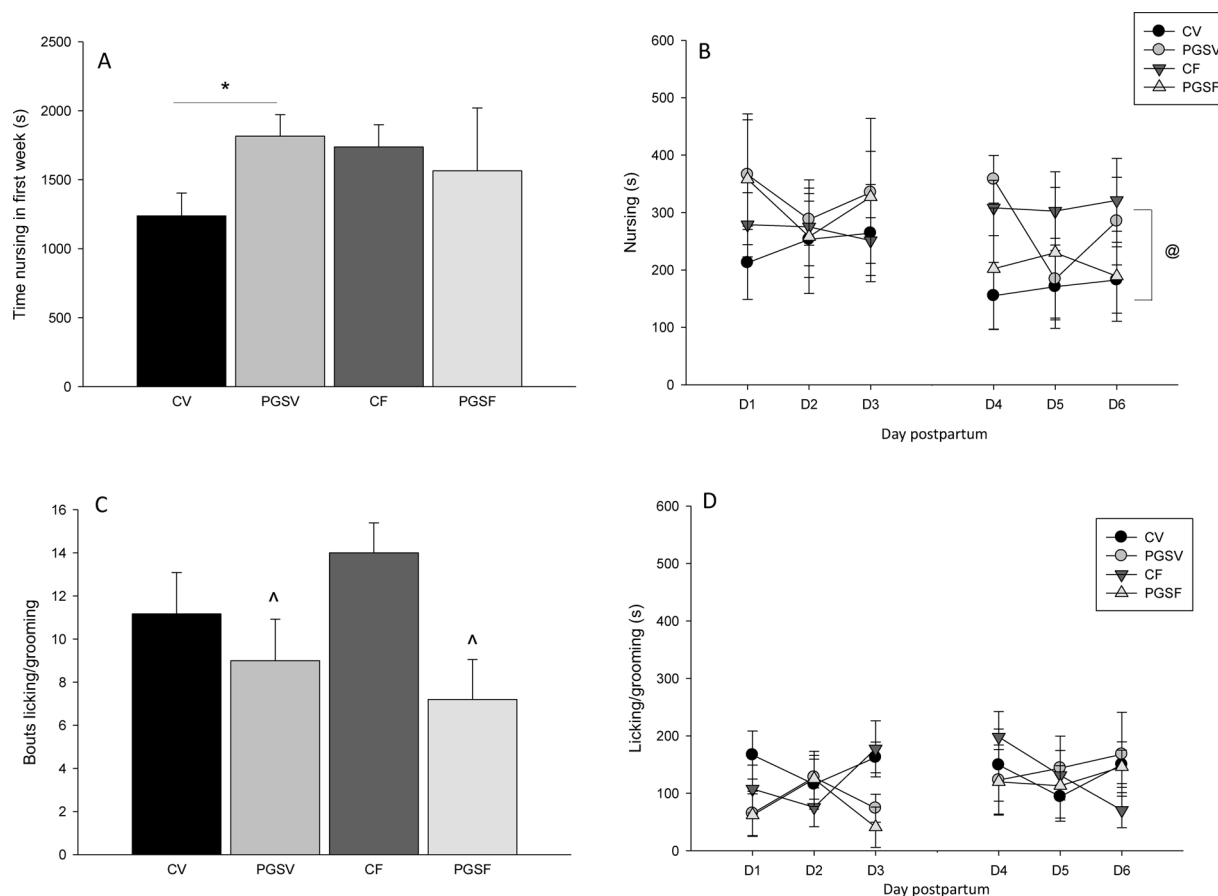 A
Time nursing in first week (s)
2500
2000
1500
1000
500
0
*
CV PGSV CF PGSF
B
Nursing (s)
600
500
400
300
200
100
0
CV
PGSV
CF
PGSF
@
D1 D2 D3 D4 D5 D6
Day postpartum
C
Bouts licking/grooming
16
14
12
10
8
6
4
2
0
^
^
CV PGSV CF PGSF
D
Licking/grooming (s)
600
500
400
300
200
100
0
CV
PGSV
CF
PGSF
D1 D2 D3 D4 D5 D6
Day postpartum